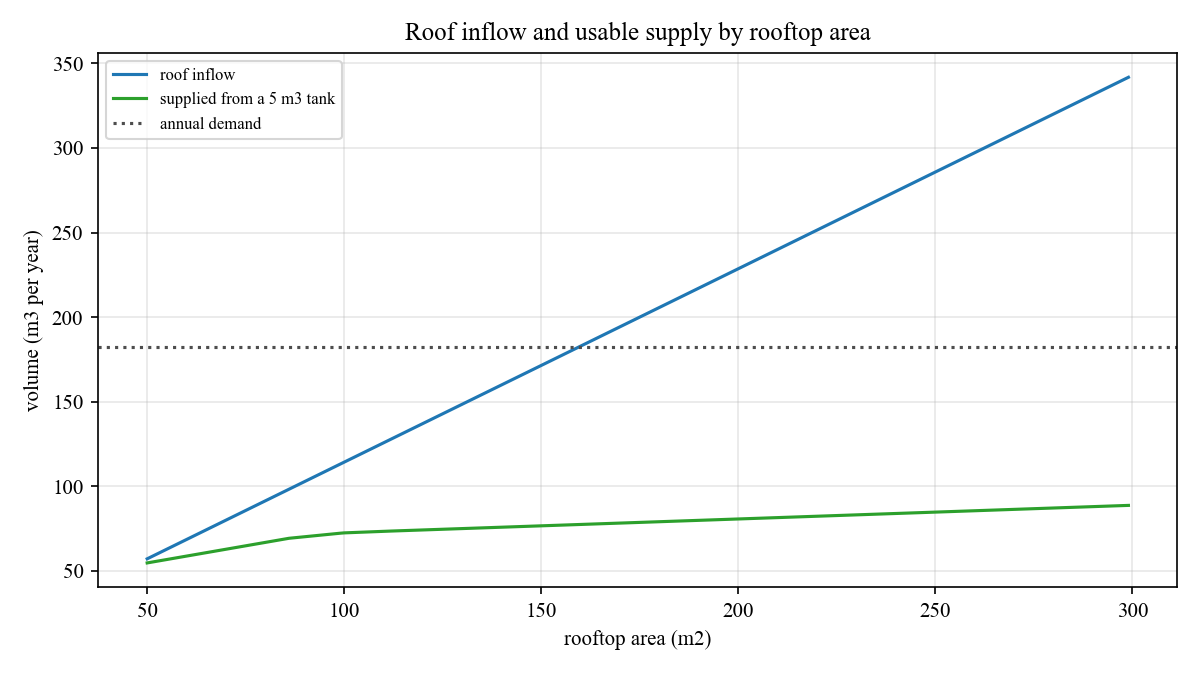 Roof inflow and usable supply by rooftop area
roof inflow
supplied from a 5 m3 tank
annual demand
volume (m3 per year)
350
300
250
200
150
100
50
50 100 150 200 250 300
rooftop area (m2)